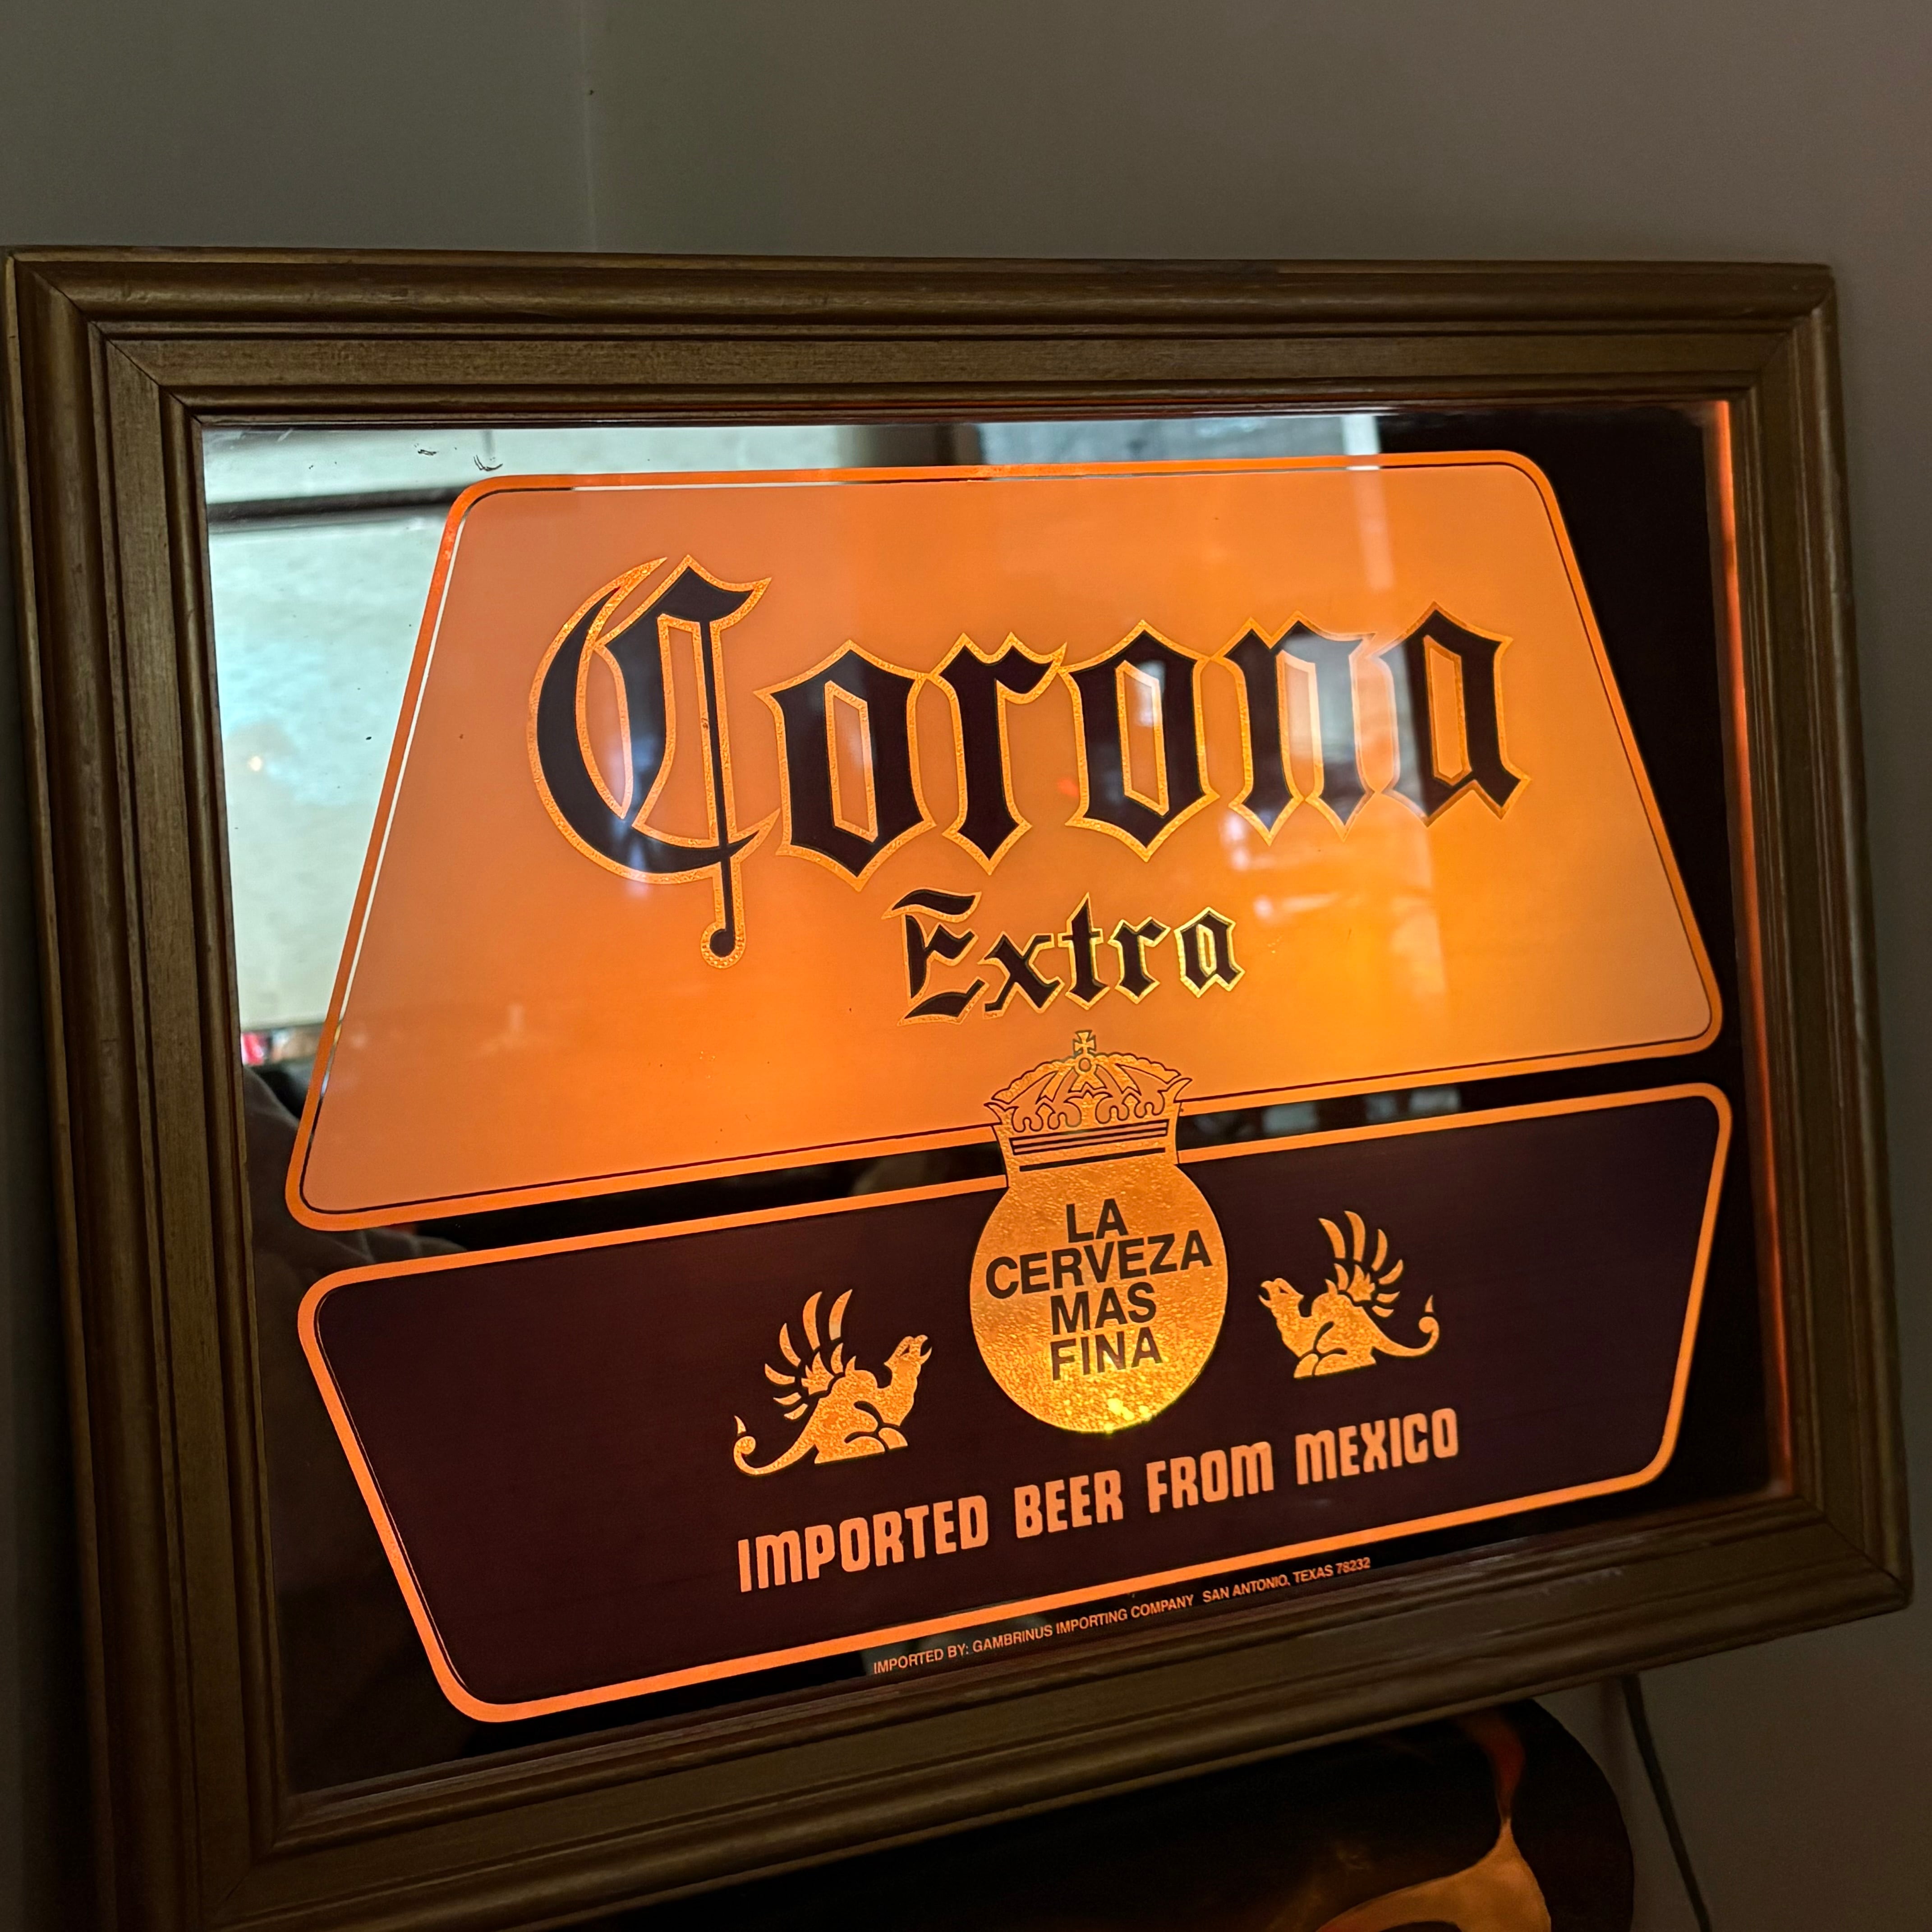 Corona
Extra
LA
CERVEZA
MAS
FINA
IMPORTED BEER FROM MEXICO
IMPORTED BY: GAMBRINUS IMPORTING COMPANY SAN ANTONIO, TEXAS 78232